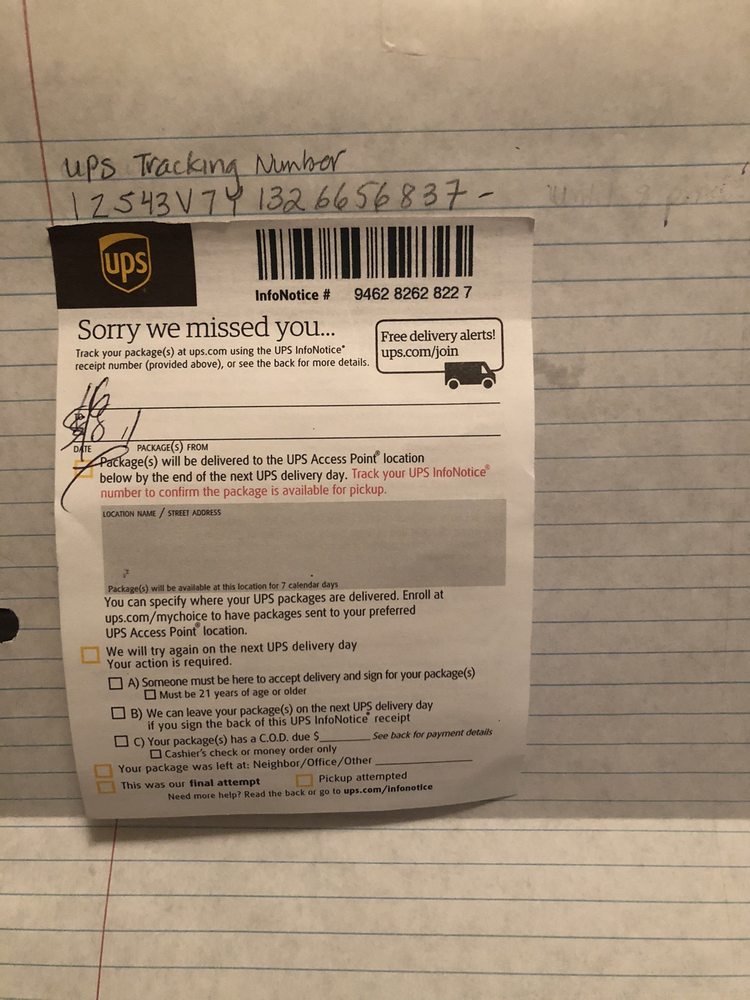 ups Tracking Number
12543V7Y1326656837-
ups
InfoNotice # 9462 8262 822 7
Sorry we missed you...
Track your package(s) at ups.com using the UPS InfoNotice®
receipt number (provided above), or see the back for more details.
Free delivery alerts!
ups.com/join
DATE PACKAGE(S) FROM
Package(s) will be delivered to the UPS Access Point® location
below by the end of the next UPS delivery day. Track your UPS InfoNotice®
number to confirm the package is available for pickup.
LOCATION NAME / STREET ADDRESS
Package(s) will be available at this location for 7 calendar days
You can specify where your UPS packages are delivered. Enroll at
ups.com/mychoice to have packages sent to your preferred
UPS Access Point® location.
We will try again on the next UPS delivery day
Your action is required.
A) Someone must be here to accept delivery and sign for your package(s)
Must be 21 years of age or older
B) We can leave your package(s) on the next UPS delivery day
if you sign the back of this UPS InfoNotice® receipt
C) Your package(s) has a C.O.D. due $ See back for payment details
Cashier's check or money order only
Your package was left at: Neighbor/Office/Other
This was our final attempt Pickup attempted
Need more help? Read the back or go to ups.com/infonotice